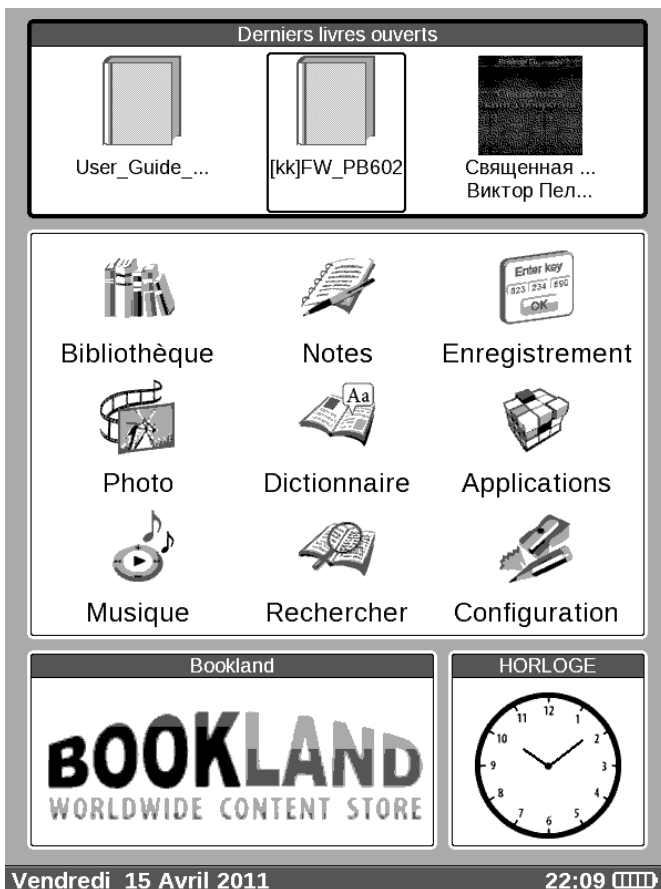 Derniers livres ouverts
User_Guide_...
[kk]FW_PB602
Священная ...
Виктор Пел...
Enter key
OK
Bibliothèque
Notes
Enregistrement
Aa
Photo
Dictionnaire
Applications
Musique
Rechercher
Configuration
Bookland
BOOKLAND
WORLDWIDE CONTENT STORE
HORLOGE
12
1
2
3
4
5
6
7
8
9
10
11
Vendredi 15 Avril 2011
22:09